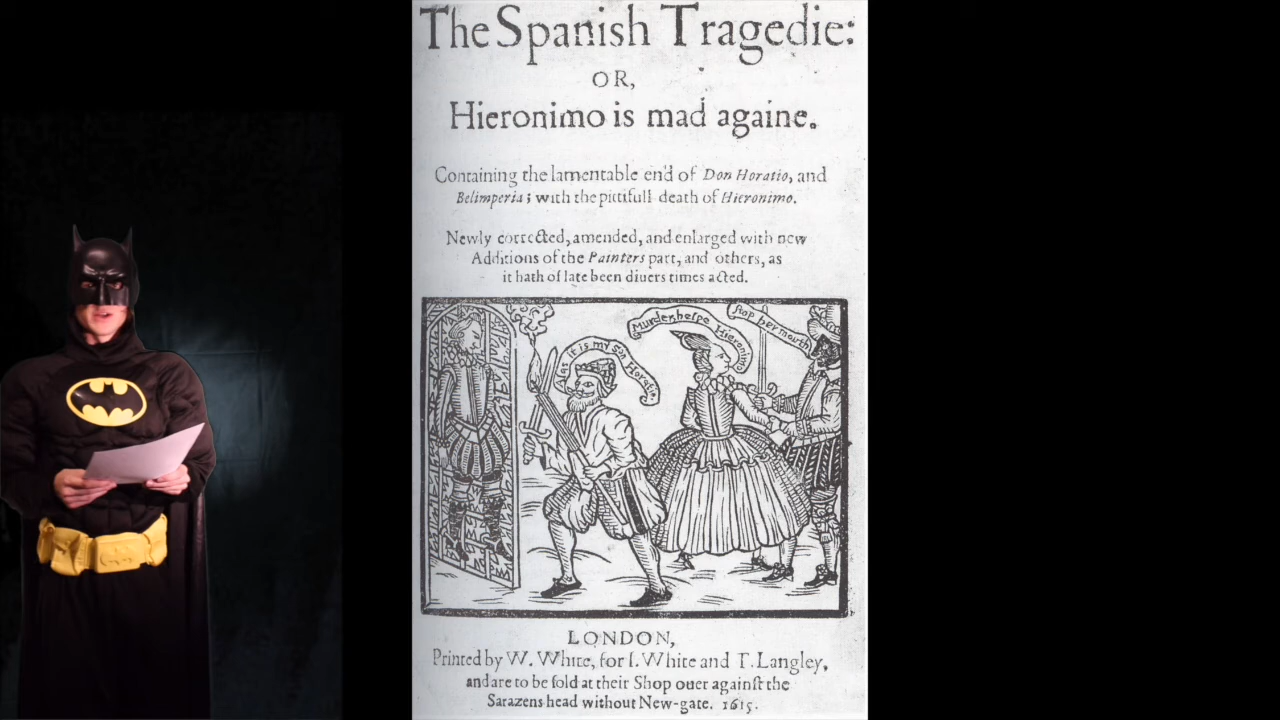 The Spanish Tragedie:
OR,
Hieronimo is mad againe.
Containing the lamentable end of Don Horatio, and
Belimperia; with the pittifull death of Hieronimo.
Newly corrected, amended, and enlarged with new
Additions of the Painters part, and others, as
it hath of late been diuers times acted.
Alas it is my son Horatio
Murder, helpe Hieronimo
Stop her mouth
LONDON,
Printed by W. White, for I. White and T. Langley,
and are to be ſold at their Shop ouer againſt the
Sarazens head without New-gate. 1615.